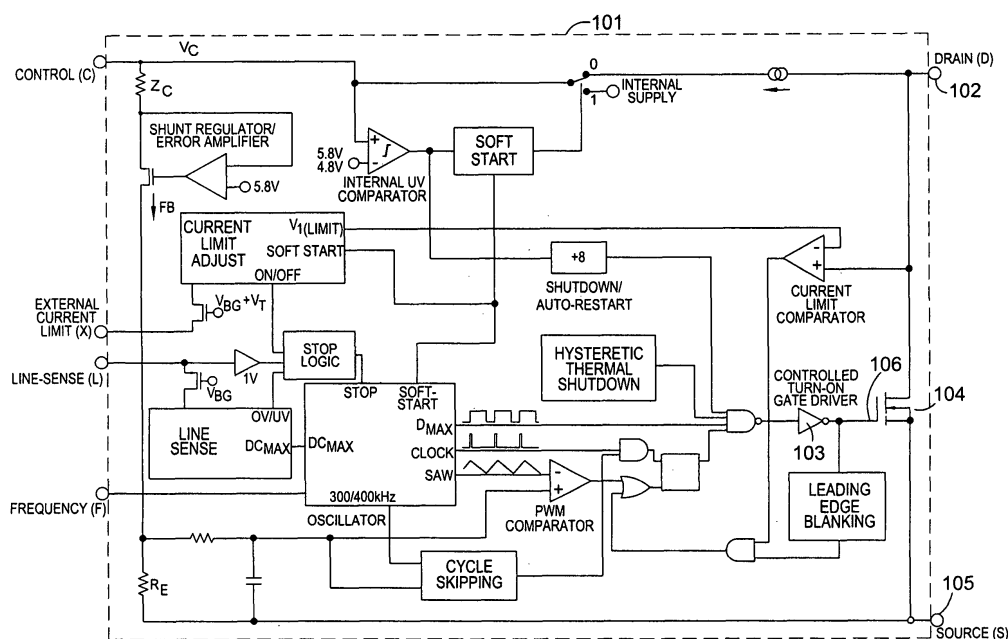 101
VC
0
DRAIN (D)
CONTROL (C)
ZC
1
INTERNAL
SUPPLY
102
SHUNT REGULATOR/
ERROR AMPLIFIER
+
-
5.8V
4.8V
SOFT
START
INTERNAL UV
COMPARATOR
5.8V
FB
CURRENT
LIMIT
ADJUST
V1(LIMIT)
SOFT START
ON/OFF
+8
SHUTDOWN/
AUTO-RESTART
-
+
CURRENT
LIMIT
COMPARATOR
VBG +VT
EXTERNAL
CURRENT
LIMIT (X)
LINE-SENSE (L)
1V
STOP
LOGIC
HYSTERETIC
THERMAL
SHUTDOWN
CONTROLLED
TURN-ON
GATE DRIVER
106
104
VBG
STOP
SOFT-
START
OV/UV
LINE
SENSE
DCMAX
DCMAX
DMAX
CLOCK
SAW
103
300/400kHz
OSCILLATOR
-
+
PWM
COMPARATOR
LEADING
EDGE
BLANKING
FREQUENCY (F)
CYCLE
SKIPPING
RE
105
SOURCE (S)